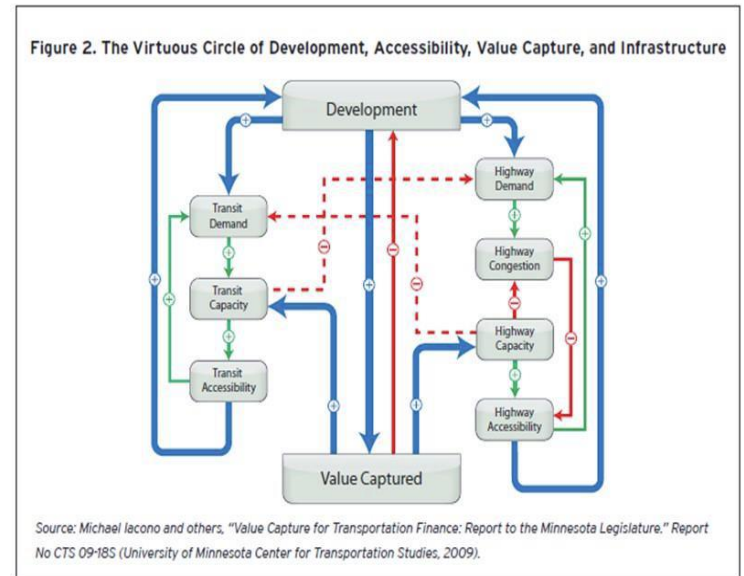 Figure 2. The Virtuous Circle of Development, Accessibility, Value Capture, and Infrastructure
Development
Highway
Demand
Transit
Demand
Highway
Congestion
Transit
Capacity
Highway
Capacity
Transit
Accessibility
Highway
Accessibility
Value Captured
Source: Michael Iacono and others, “Value Capture for Transportation Finance: Report to the Minnesota Legislature.” Report
No CTS 09-18S (University of Minnesota Center for Transportation Studies, 2009).